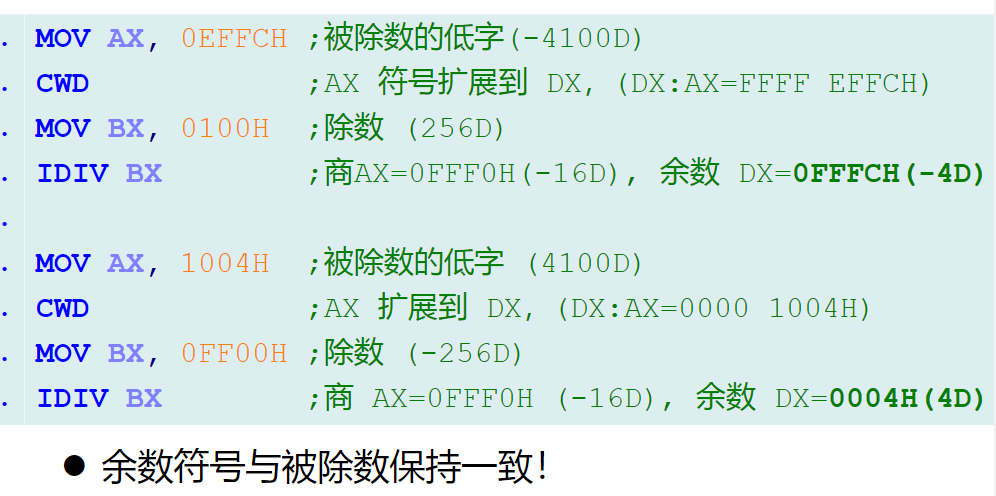 . MOV AX, 0EFFCH ;被除数的低字(-4100D)
. CWD ;AX 符号扩展到 DX, (DX:AX=FFFF EFFCH)
. MOV BX, 0100H ;除数 (256D)
. IDIV BX ;商AX=0FFF0H(-16D), 余数 DX=0FFFCH(-4D)
.
. MOV AX, 1004H ;被除数的低字 (4100D)
. CWD ;AX 扩展到 DX, (DX:AX=0000 1004H)
. MOV BX, 0FF00H ;除数 (-256D)
. IDIV BX ;商 AX=0FFF0H (-16D), 余数 DX=0004H(4D)
● 余数符号与被除数保持一致!